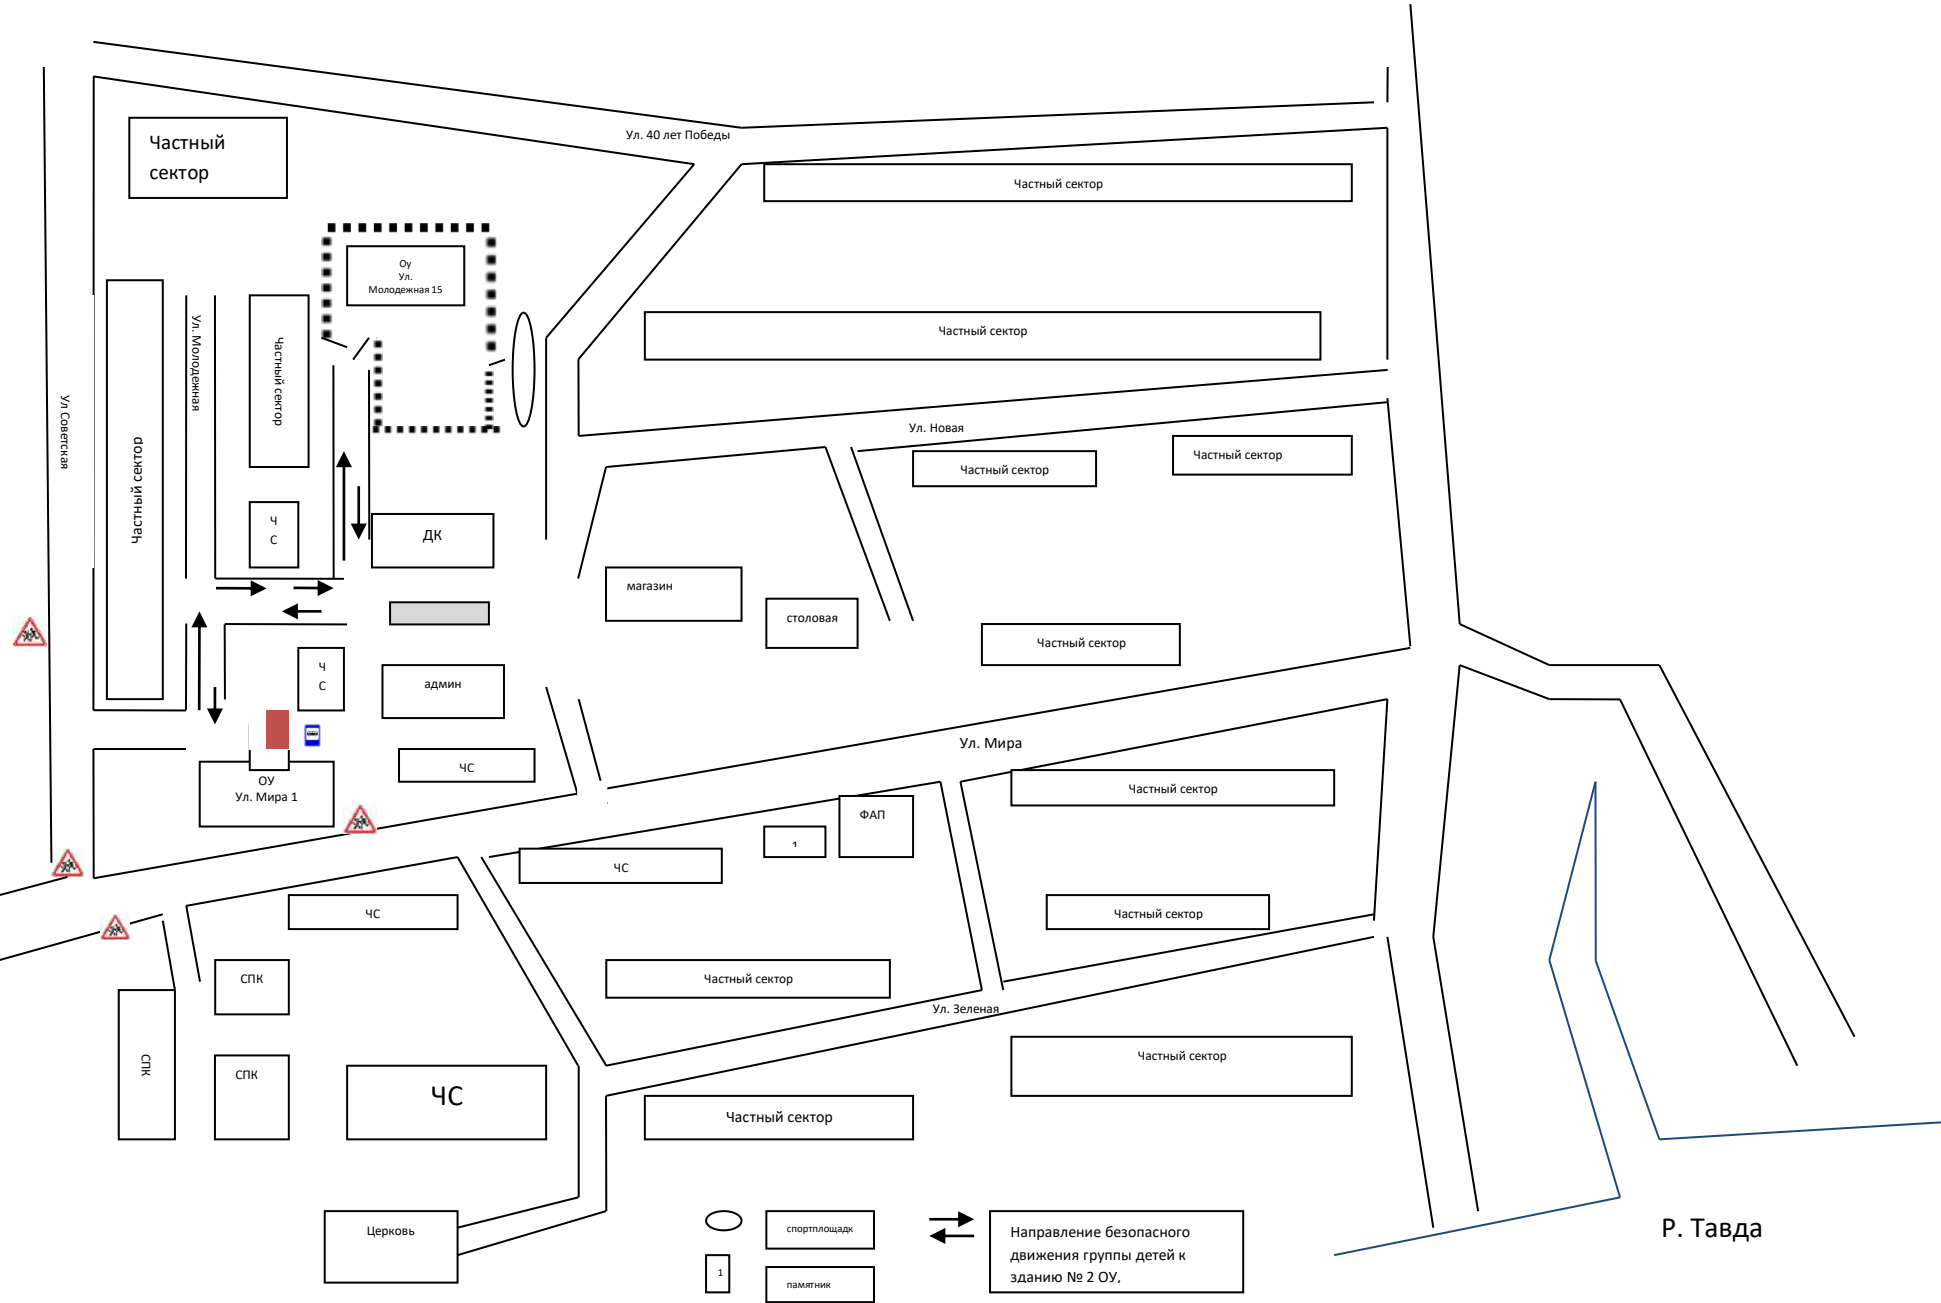 Ул. 40 лет Победы
Частный
сектор
Частный сектор
Оу
Ул.
Молодежная 15
Ул. Молодежная
Частный сектор
Частный сектор
Ул Советская
Ул. Новая
Частный сектор
Частный сектор
Частный сектор
Ч
С
ДК
магазин
столовая
Частный сектор
Ч
С
админ
Ул. Мира
ЧС
ОУ
Ул. Мира 1
Частный сектор
ФАП
1
ЧС
ЧС
Частный сектор
СПК
Частный сектор
Ул. Зеленая
СПК
СПК
ЧС
Частный сектор
Частный сектор
Церковь
спортплощадк
1
памятник
Направление безопасного
движения группы детей к
зданию № 2 ОУ,
Р. Тавда